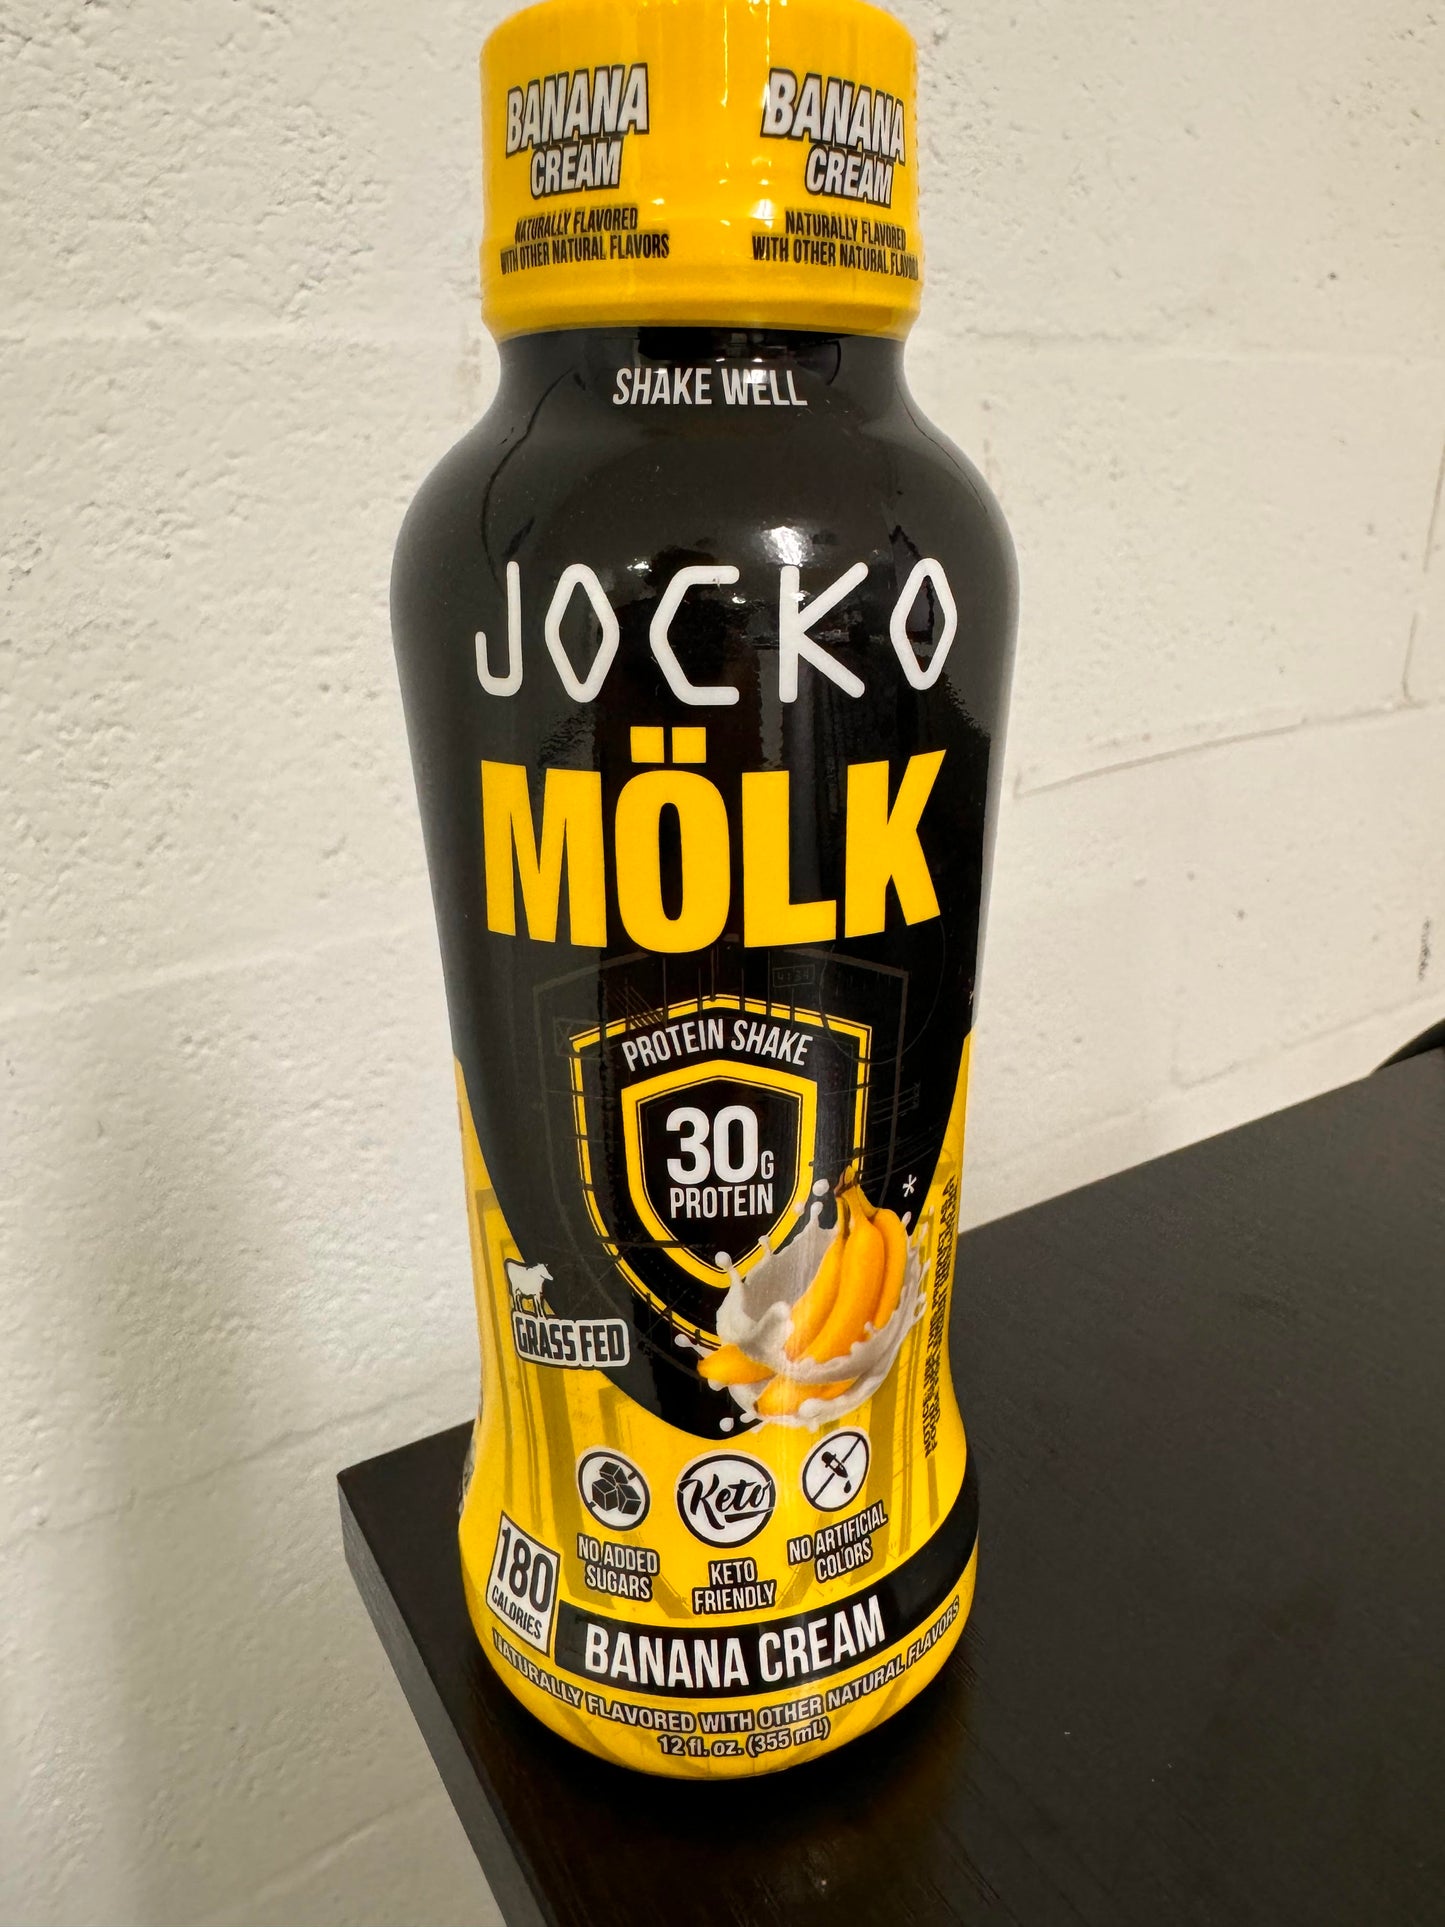 BANANA
CREAM
NATURALLY FLAVORED
WITH OTHER NATURAL FLAVORS
BANANA
CREAM
NATURALLY FLAVORED
WITH OTHER NATURAL FLAVORS
SHAKE WELL
JOCKO
MÖLK
PROTEIN SHAKE
30G
PROTEIN
*
GRASS FED
Keto
NO ADDED
SUGARS
KETO
FRIENDLY
NO ARTIFICIAL
COLORS
180
CALORIES
BANANA CREAM
NATURALLY FLAVORED WITH OTHER NATURAL FLAVORS
12 fl. oz. (355 mL)